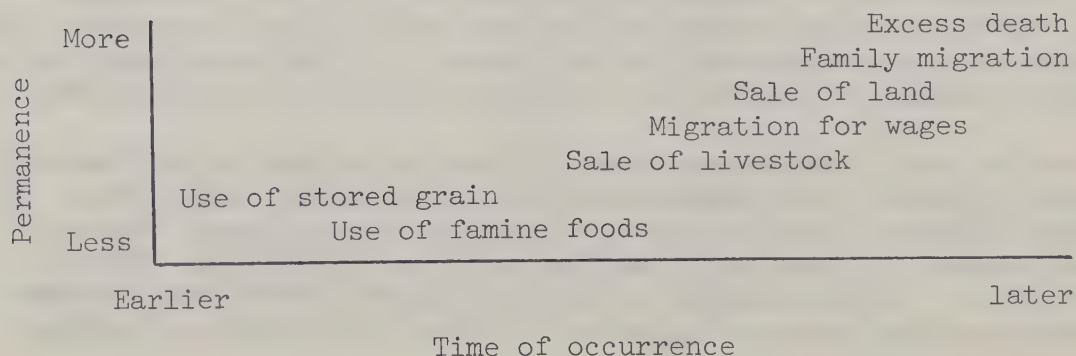 More
Excess death
Family migration
Sale of land
Migration for wages
Sale of livestock
Use of stored grain
Use of famine foods
Less
Permanence
Earlier
later
Time of occurrence